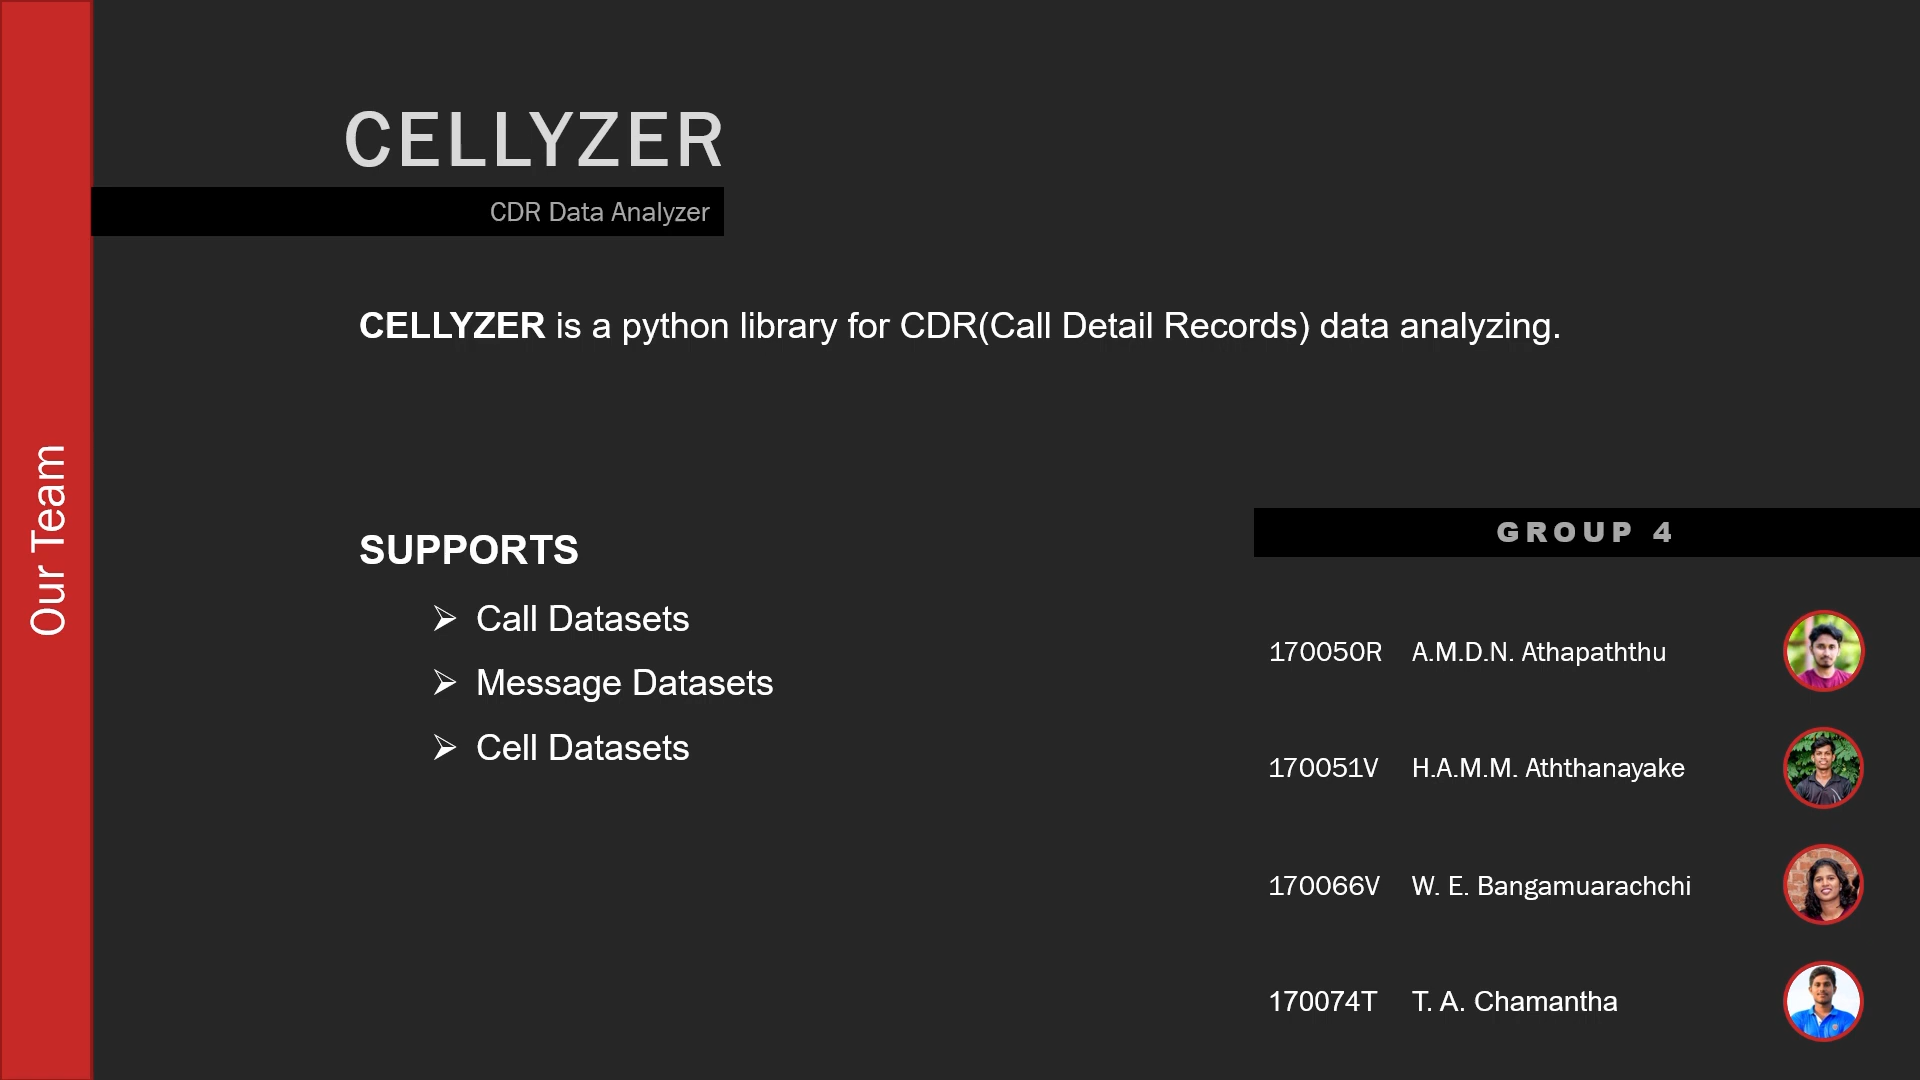 CELLYZER
CDR Data Analyzer
CELLYZER is a python library for CDR(Call Detail Records) data analyzing.
Our Team
SUPPORTS
➢ Call Datasets
➢ Message Datasets
➢ Cell Datasets
GROUP 4
170050R A.M.D.N. Athapaththu
170051V H.A.M.M. Aththanayake
170066V W. E. Bangamuarachchi
170074T T. A. Chamantha